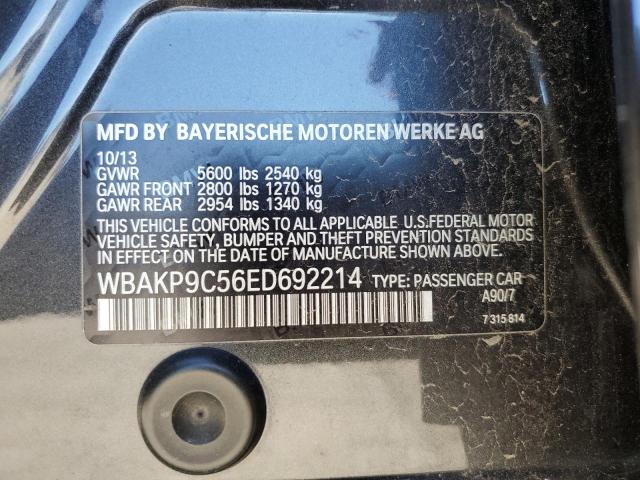 MFD BY BAYERISCHE MOTOREN WERKE AG
10/13
GVWR 5600 lbs 2540 kg
GAWR FRONT 2800 lbs 1270 kg
GAWR REAR 2954 lbs 1340 kg
THIS VEHICLE CONFORMS TO ALL APPLICABLE U.S.FEDERAL MOTOR
VEHICLE SAFETY, BUMPER AND THEFT PREVENTION STANDARDS
IN EFFECT ON THE DATE OF MANUFACTURE SHOWN ABOVE.
WBAKP9C56ED692214 TYPE: PASSENGER CAR
A90/7
7 315 814